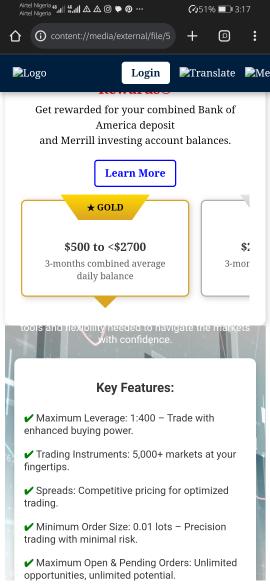 Airtel Nigeria
Airtel Nigeria
51% 3:17
content://media/external/file/5
Logo Login Translate Me
Rewards®
Get rewarded for your combined Bank of
America deposit
and Merrill investing account balances.
Learn More
★ GOLD
$500 to <$2700
3-months combined average
daily balance
$2
3-mon
tools and flexibility needed to navigate the markets
with confidence.
Key Features:
✔ Maximum Leverage: 1:400 – Trade with
enhanced buying power.
✔ Trading Instruments: 5,000+ markets at your
fingertips.
✔ Spreads: Competitive pricing for optimized
trading.
✔ Minimum Order Size: 0.01 lots – Precision
trading with minimal risk.
✔ Maximum Open & Pending Orders: Unlimited
opportunities, unlimited potential.